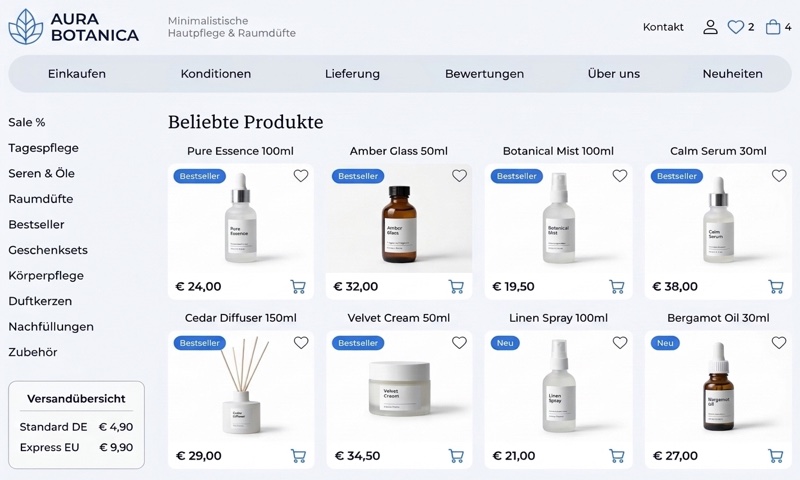 AURA
BOTANICA
Minimalistische
Hautpflege & Raumdüfte
Kontakt
2
4
Einkaufen Konditionen Lieferung Bewertungen Über uns Neuheiten
Sale %
Tagespflege
Seren & Öle
Raumdüfte
Bestseller
Geschenksets
Körperpflege
Duftkerzen
Nachfüllungen
Zubehör
Versandübersicht
Standard DE € 4,90
Express EU € 9,90
Beliebte Produkte
Pure Essence 100ml
Bestseller
Pure
Essence
€ 24,00
Amber Glass 50ml
Bestseller
Amber
€ 32,00
Botanical Mist 100ml
Bestseller
Botanical
Mist
€ 19,50
Calm Serum 30ml
Bestseller
Calm
Serum
€ 38,00
Cedar Diffuser 150ml
Bestseller
€ 29,00
Velvet Cream 50ml
Bestseller
Velvet
€ 34,50
Linen Spray 100ml
Neu
Linen
Spray
€ 21,00
Bergamot Oil 30ml
Neu
€ 27,00